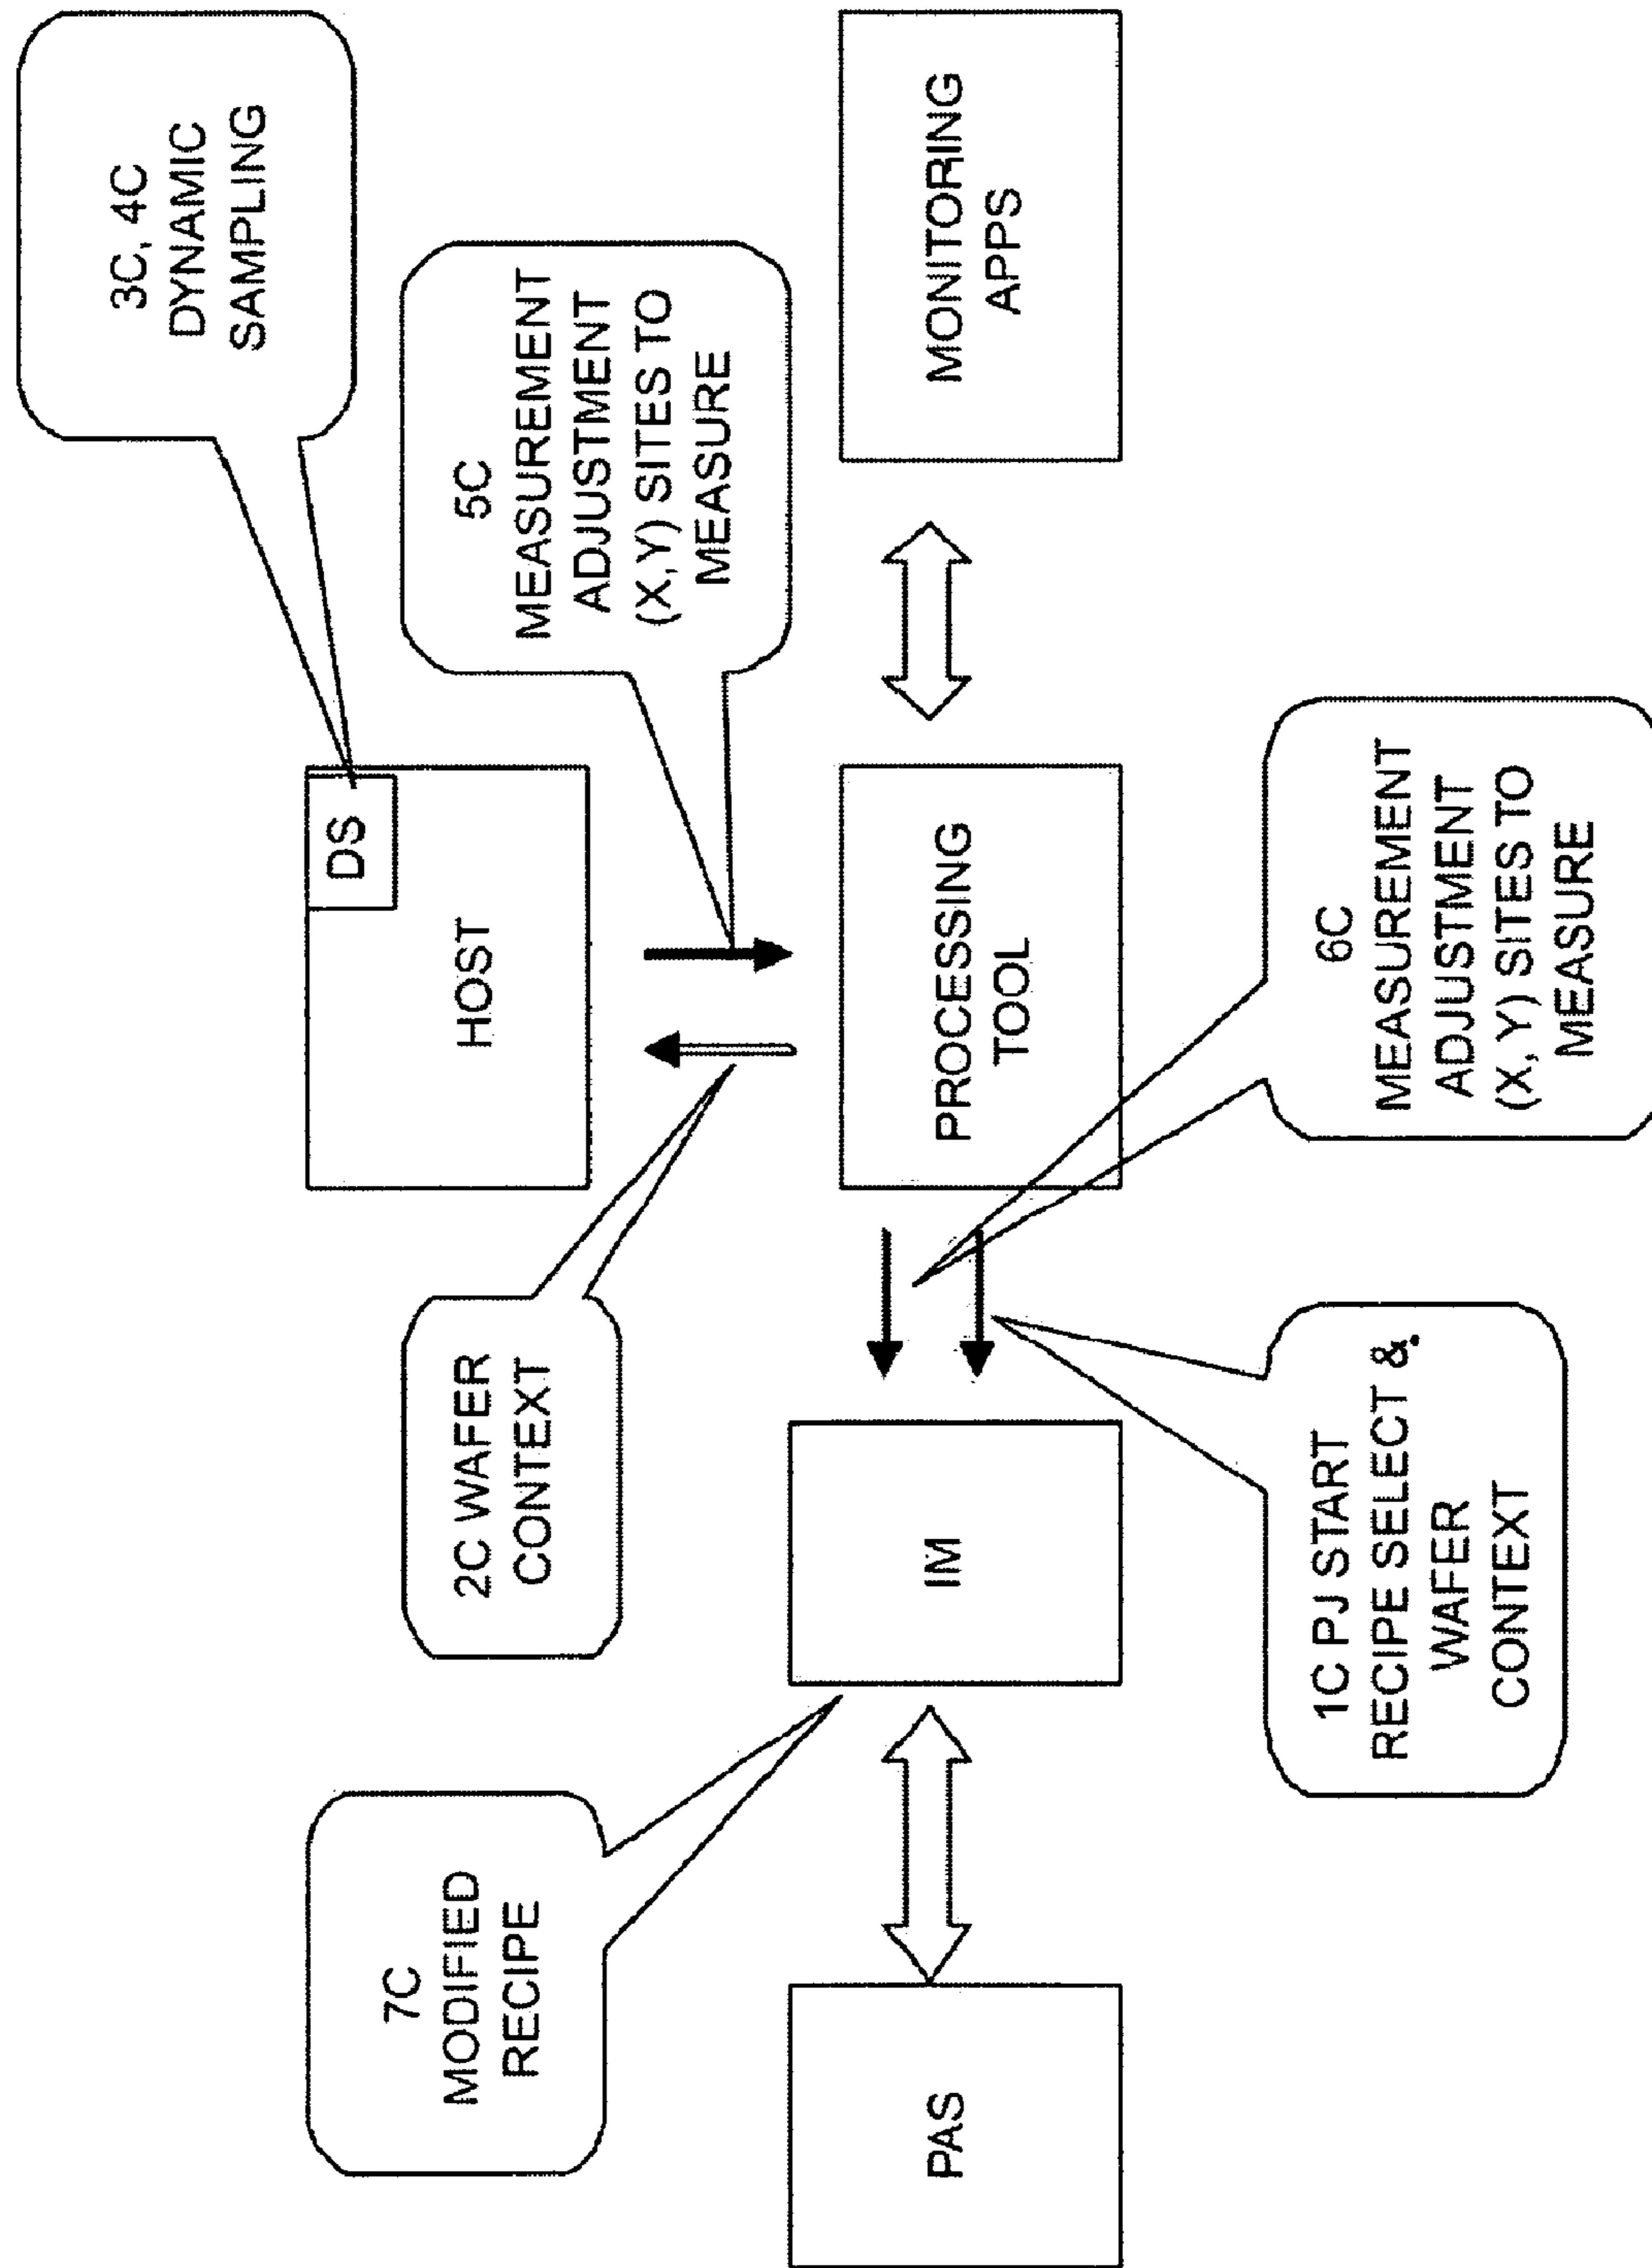 3C, 4C
DYNAMIC
SAMPLING
7C
MODIFIED
RECIPE
2C WAFER
CONTEXT
HOST
DS
5C
MEASUREMENT
ADJUSTMENT
(X,Y) SITES TO
MEASURE
PAS
IM
PROCESSING
TOOL
MONITORING
APPS
1C PJ START
RECIPE SELECT &
WAFER
CONTEXT
6C
MEASUREMENT
ADJUSTMENT
(X,Y) SITES TO
MEASURE